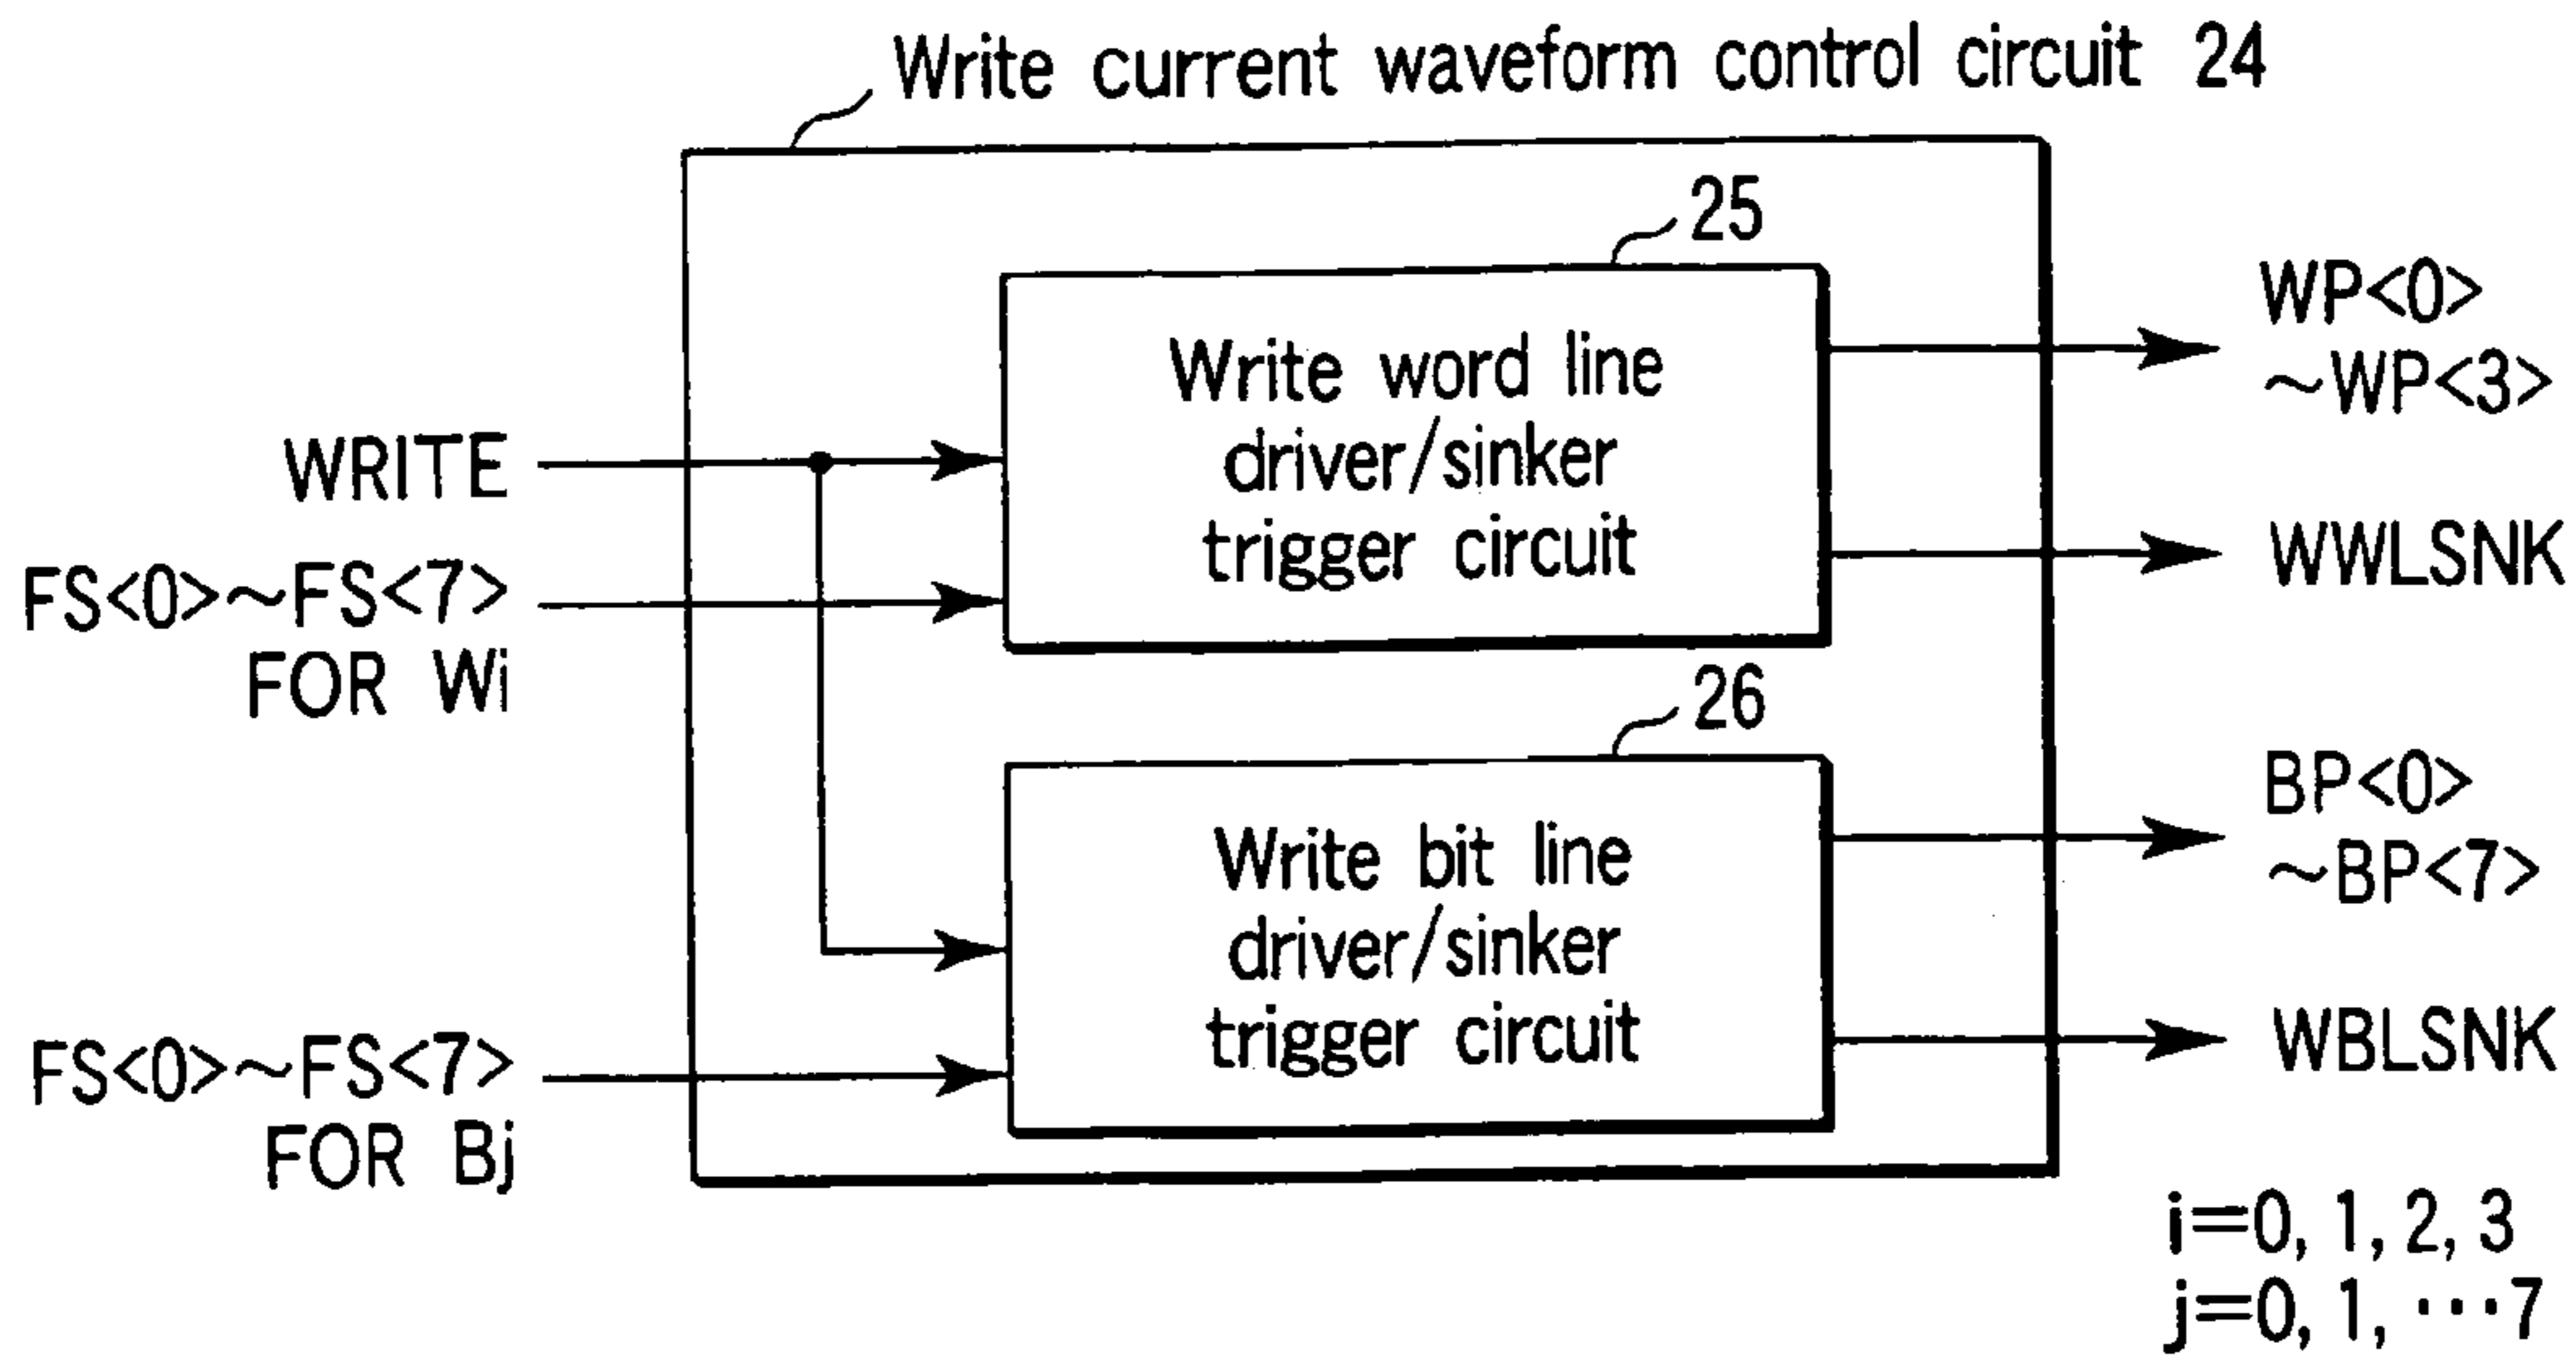 Write current waveform control circuit 24
25
Write word line
driver/sinker
trigger circuit
WRITE
FS<0>~FS<7>
FOR Wi
WP<0>
~WP<3>
WWLSNK
26
Write bit line
driver/sinker
trigger circuit
FS<0>~FS<7>
FOR Bj
BP<0>
~BP<7>
WBLSNK
i=0, 1, 2, 3
j=0, 1, ···7